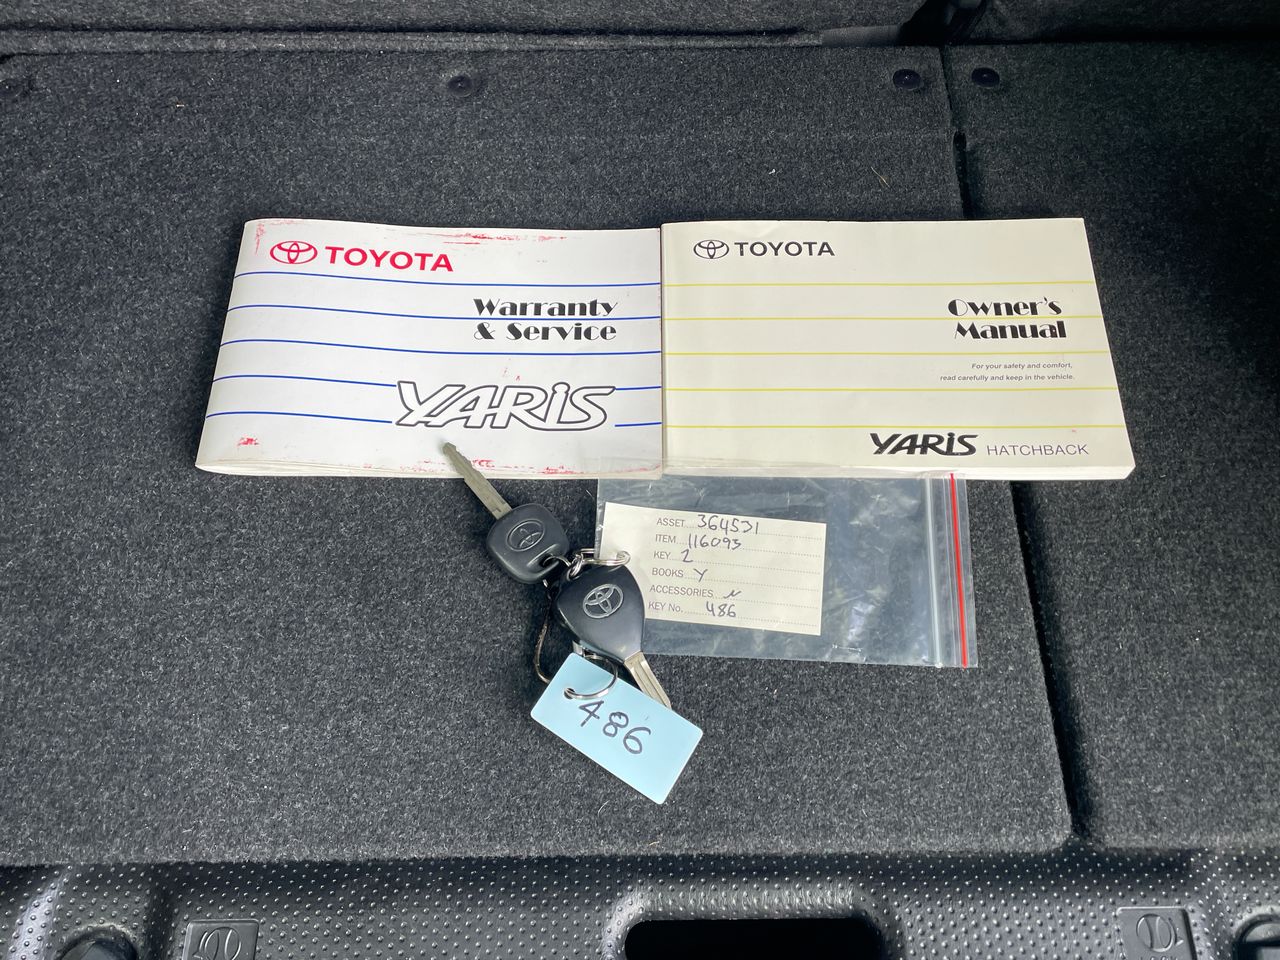 TOYOTA
Warranty
& Service
YARIS
TOYOTA
Owner's
Manual
For your safety and comfort,
read carefully and keep in the vehicle.
YARIS HATCHBACK
ASSET 364531
ITEM 116093
KEY 2
BOOKS Y
ACCESSORIES N
KEY No. 486
486